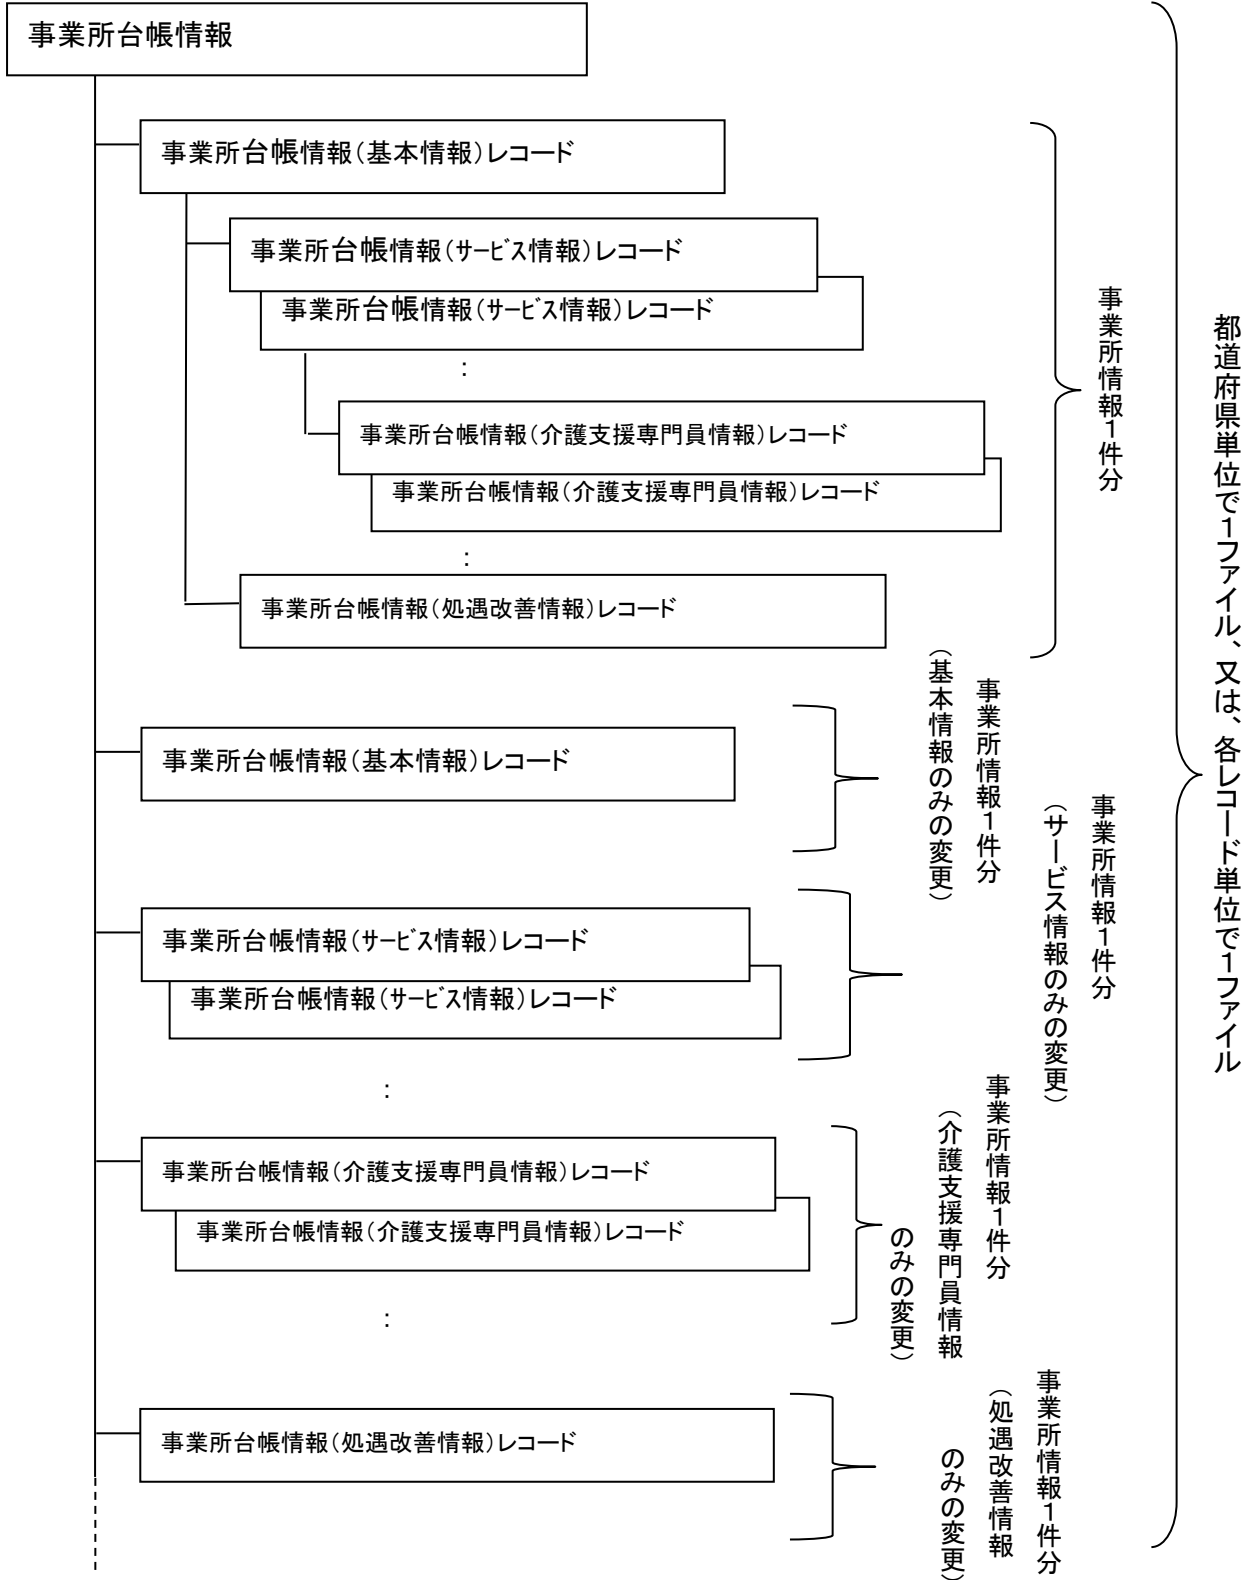 事業所台帳情報
事業所台帳情報（基本情報）レコード
事業所台帳情報（ｻｰﾋﾞｽ情報）レコード
事業所台帳情報（ｻｰﾋﾞｽ情報）レコード
：
事業所台帳情報（介護支援専門員情報）レコード
事業所台帳情報（介護支援専門員情報）レコード
：
事業所台帳情報（処遇改善情報）レコード
事業所情報１件分
事業所台帳情報（基本情報）レコード
事業所情報１件分
（基本情報のみの変更）
事業所台帳情報（ｻｰﾋﾞｽ情報）レコード
事業所台帳情報（ｻｰﾋﾞｽ情報）レコード
：
事業所情報１件分
（サービス情報のみの変更）
事業所台帳情報（介護支援専門員情報）レコード
事業所台帳情報（介護支援専門員情報）レコード
：
事業所情報１件分
（介護支援専門員情報
のみの変更）
事業所台帳情報（処遇改善情報）レコード
事業所情報１件分
（処遇改善情報
のみの変更）
都道府県単位で１ファイル、又は、各レコード単位で１ファイル